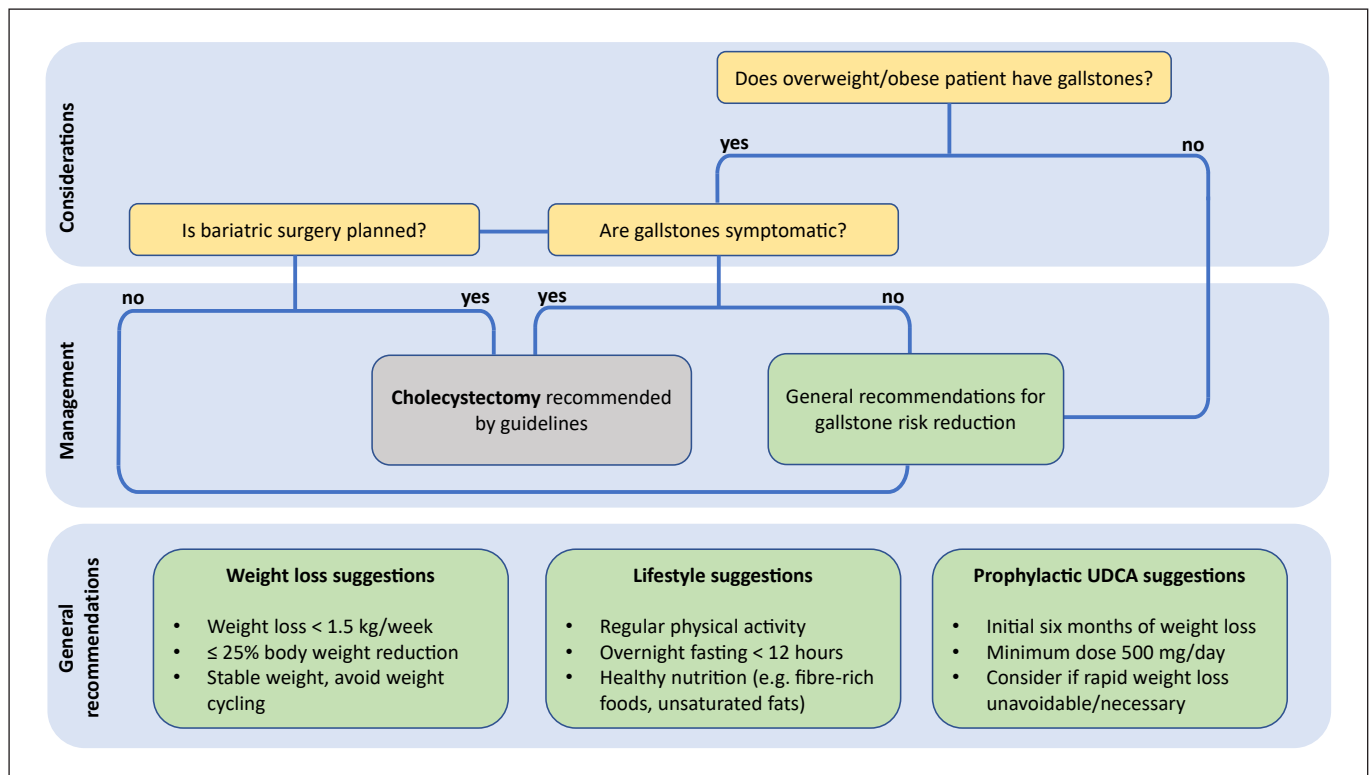 Considerations
Does overweight/obese patient have gallstones?
yes
no
Is bariatric surgery planned?
Are gallstones symptomatic?
Management
no
yes
yes
no
Cholecystectomy recommended
by guidelines
General recommendations for
gallstone risk reduction
General
recommendations
Weight loss suggestions
• Weight loss < 1.5 kg/week
• ≤ 25% body weight reduction
• Stable weight, avoid weight
cycling
Lifestyle suggestions
• Regular physical activity
• Overnight fasting < 12 hours
• Healthy nutrition (e.g. fibre-rich
foods, unsaturated fats)
Prophylactic UDCA suggestions
• Initial six months of weight loss
• Minimum dose 500 mg/day
• Consider if rapid weight loss
unavoidable/necessary